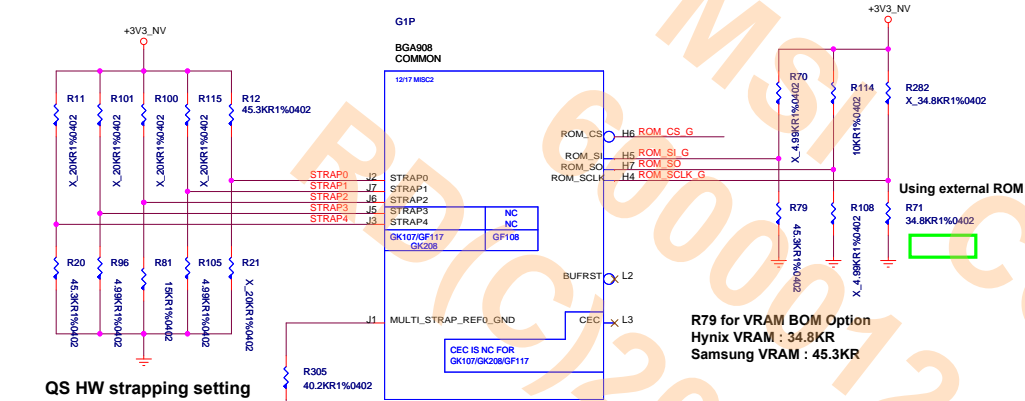 +3V3_NV
R11
X_20KR1%0402
R101
X_20KR1%0402
R100
X_20KR1%0402
R115
X_20KR1%0402
R12
45.3KR1%0402
R20
45.3KR1%0402
R96
4.99KR1%0402
R81
15KR1%0402
R105
4.99KR1%0402
R21
X_20KR1%0402
QS HW strapping setting
STRAP0
STRAP1
STRAP2
STRAP3
STRAP4
J2
J7
J6
J5
J3
J1
G1P
BGA908
COMMON
12/17 MISC2
STRAP0
STRAP1
STRAP2
STRAP3
STRAP4
NC
NC
GK107/GF117
GK208
GF108
MULTI_STRAP_REF0_GND
R305
40.2KR1%0402
ROM_CS
ROM_SI
ROM_SO
ROM_SCLK
H6 ROM_CS_G
H5 ROM_SI_G
H7 ROM_SO
H4 ROM_SCLK_G
BUFRST
L2
CEC
L3
CEC IS NC FOR
GK107/GK208/GF117
+3V3_NV
R70
X_4.99KR1%0402
R114
10KR1%0402
R282
X_34.8KR1%0402
Using external ROM
R79
45.3KR1%0402
R108
X_4.99KR1%0402
R71
34.8KR1%0402
R79 for VRAM BOM Option
Hynix VRAM : 34.8KR
Samsung VRAM : 45.3KR
MSI